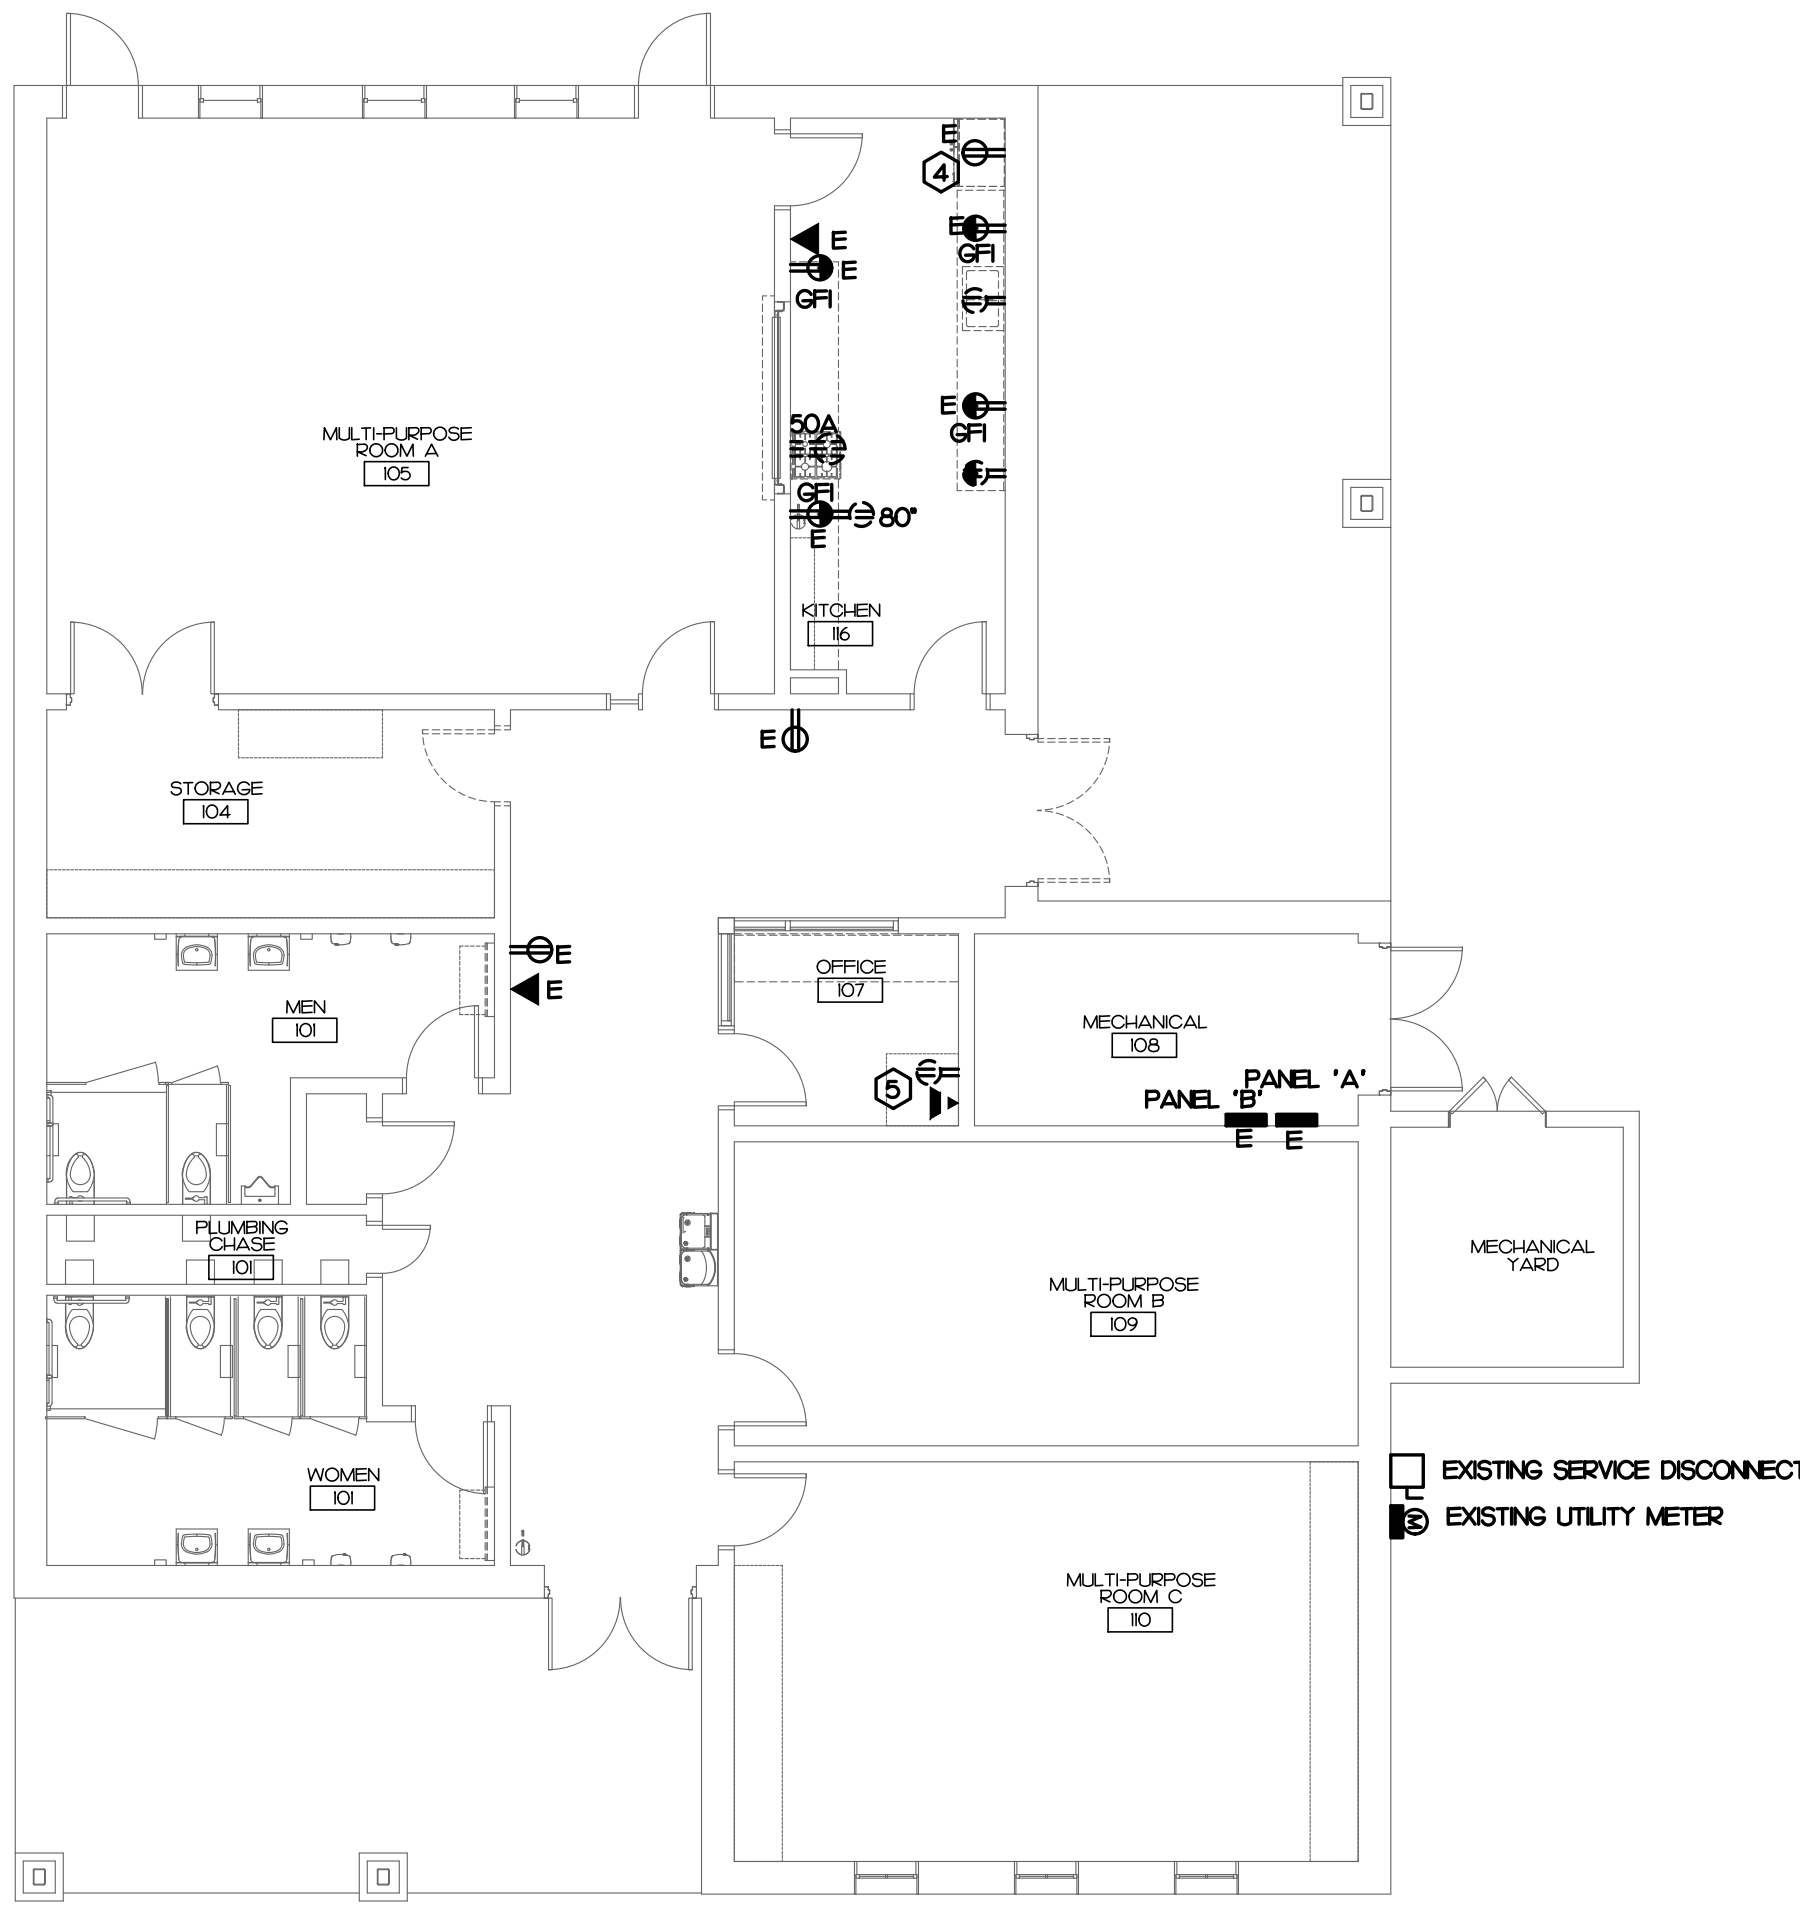 E
4
E
E
GFI
E
GFI
MULTI-PURPOSE
ROOM A
105
50A
E
GFI
GFI
80"
E
KITCHEN
116
E
STORAGE
104
E
E
OFFICE
107
MEN
101
MECHANICAL
108
5
PANEL 'A'
PANEL 'B'
E
E
PLUMBING
CHASE
101
MECHANICAL
YARD
MULTI-PURPOSE
ROOM B
109
WOMEN
101
EXISTING SERVICE DISCONNECT
M
EXISTING UTILITY METER
MULTI-PURPOSE
ROOM C
110